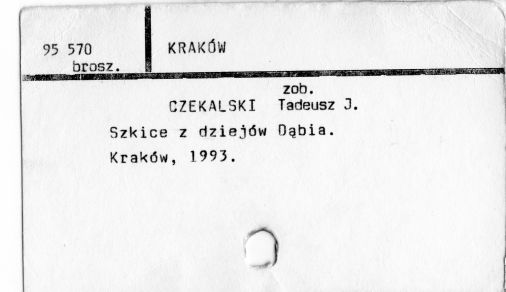 95 570 KRAKÓW
brosz.
zob.
CZEKALSKI Tadeusz J.
Szkice z dziejów Dąbia.
Kraków, 1993.